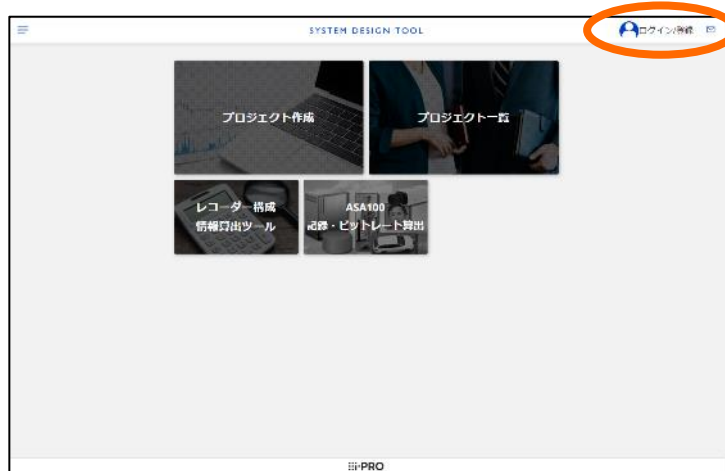 SYSTEM DESIGN TOOL
ログイン/登録
プロジェクト作成
プロジェクト一覧
レコーダー構成
情報算出ツール
ASA100
記録・ビットレート算出
i-PRO